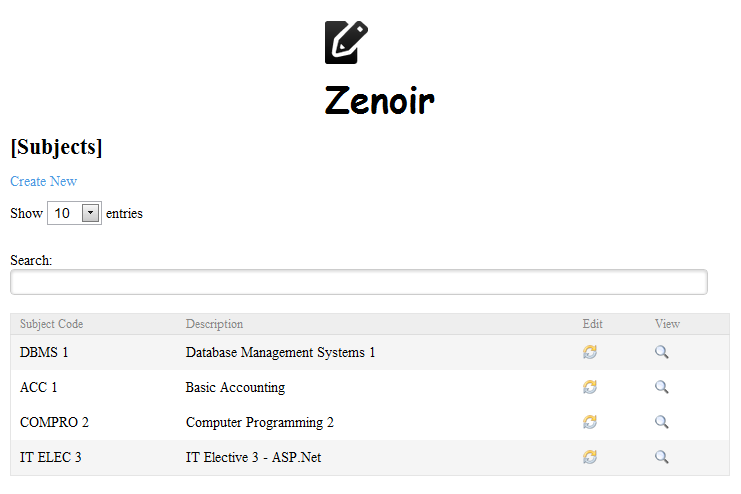 Zenoir
[Subjects]
Create New
Show 10 entries
Search:
Subject Code Description Edit View
DBMS 1 Database Management Systems 1
ACC 1 Basic Accounting
COMPRO 2 Computer Programming 2
IT ELEC 3 IT Elective 3 - ASP.Net